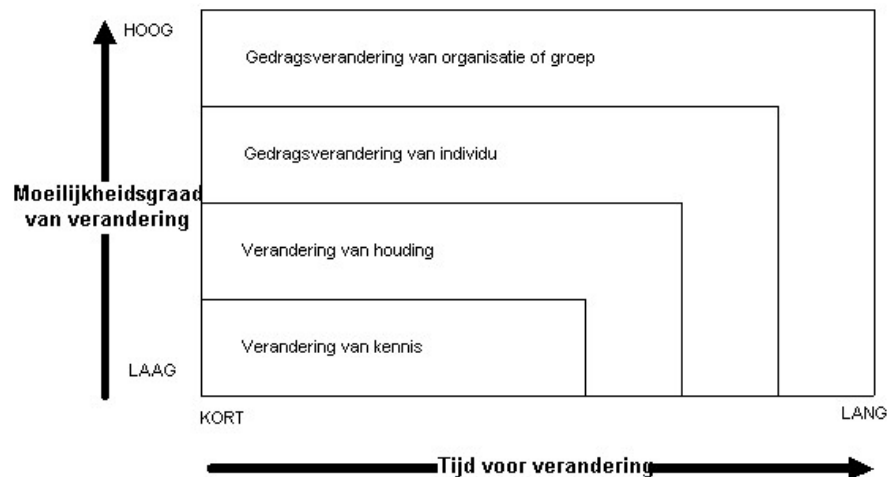 HOOG
Gedragsverandering van organisatie of groep
Gedragsverandering van individu
Moeilijkheidsgraad
van verandering
Verandering van houding
Verandering van kennis
LAAG
KORT
LANG
Tijd voor verandering